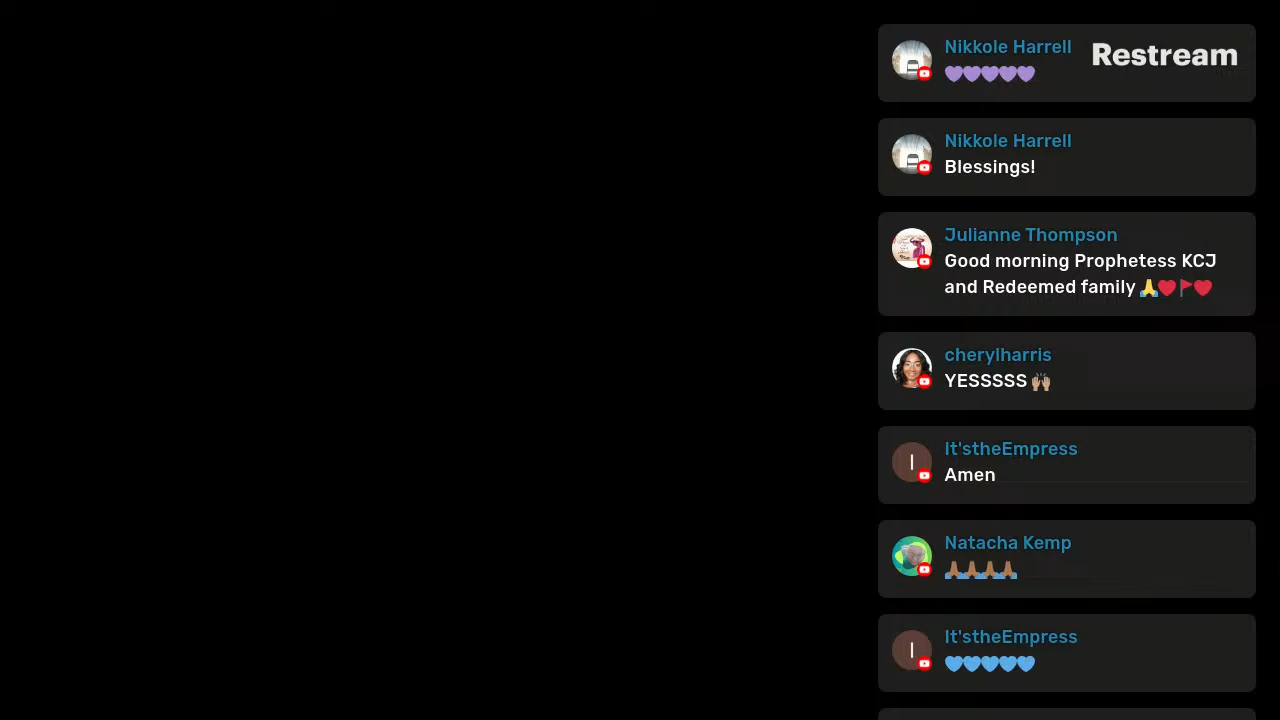 Nikkole Harrell
Restream
💜💜💜💜💜
Nikkole Harrell
Blessings!
Julianne Thompson
Good morning Prophetess KCJ
and Redeemed family 🙏❤️🚩❤️
cherylharris
YESSSSS 🙌🏽
I
It'stheEmpress
Amen
Natacha Kemp
🙏🏾🙏🏾🙏🏾🙏🏾
I
It'stheEmpress
💙💙💙💙💙